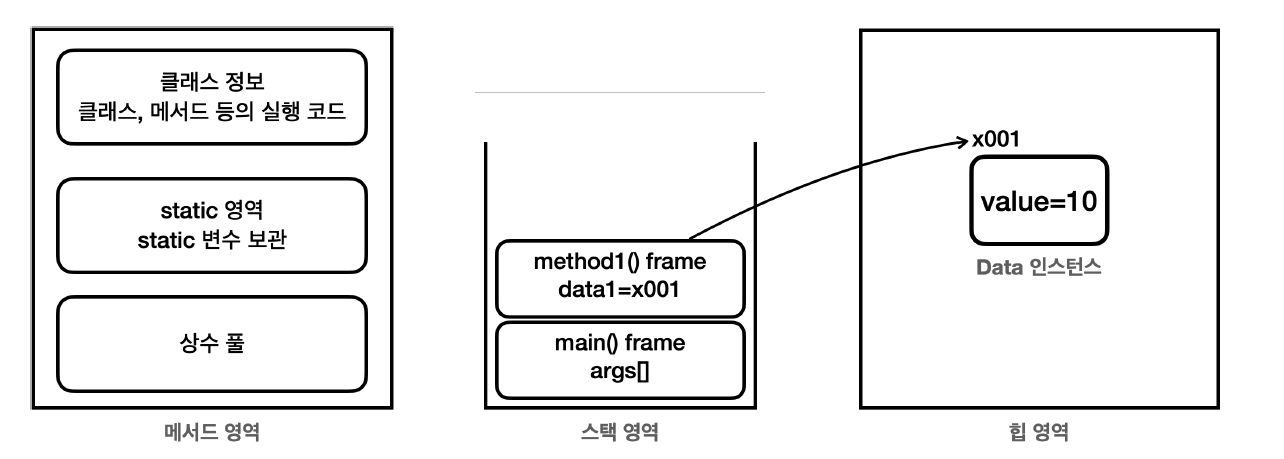 클래스 정보
클래스, 메서드 등의 실행 코드
static 영역
static 변수 보관
상수 풀
메서드 영역
method1() frame
data1=x001
main() frame
args[]
스택 영역
x001
value=10
Data 인스턴스
힙 영역